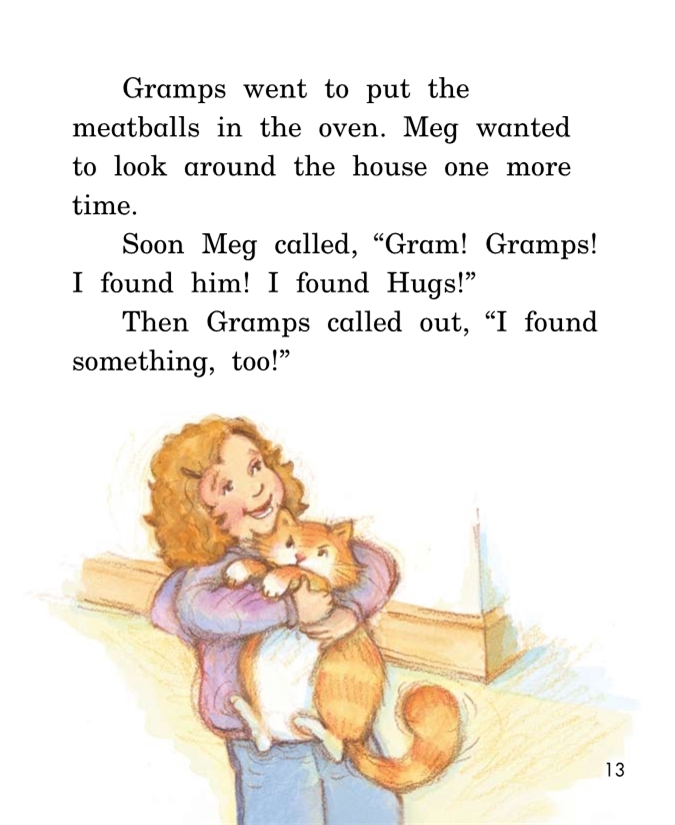 Gramps went to put the
meatballs in the oven. Meg wanted
to look around the house one more
time.
Soon Meg called, “Gram! Gramps!
I found him! I found Hugs!”
Then Gramps called out, “I found
something, too!”
13